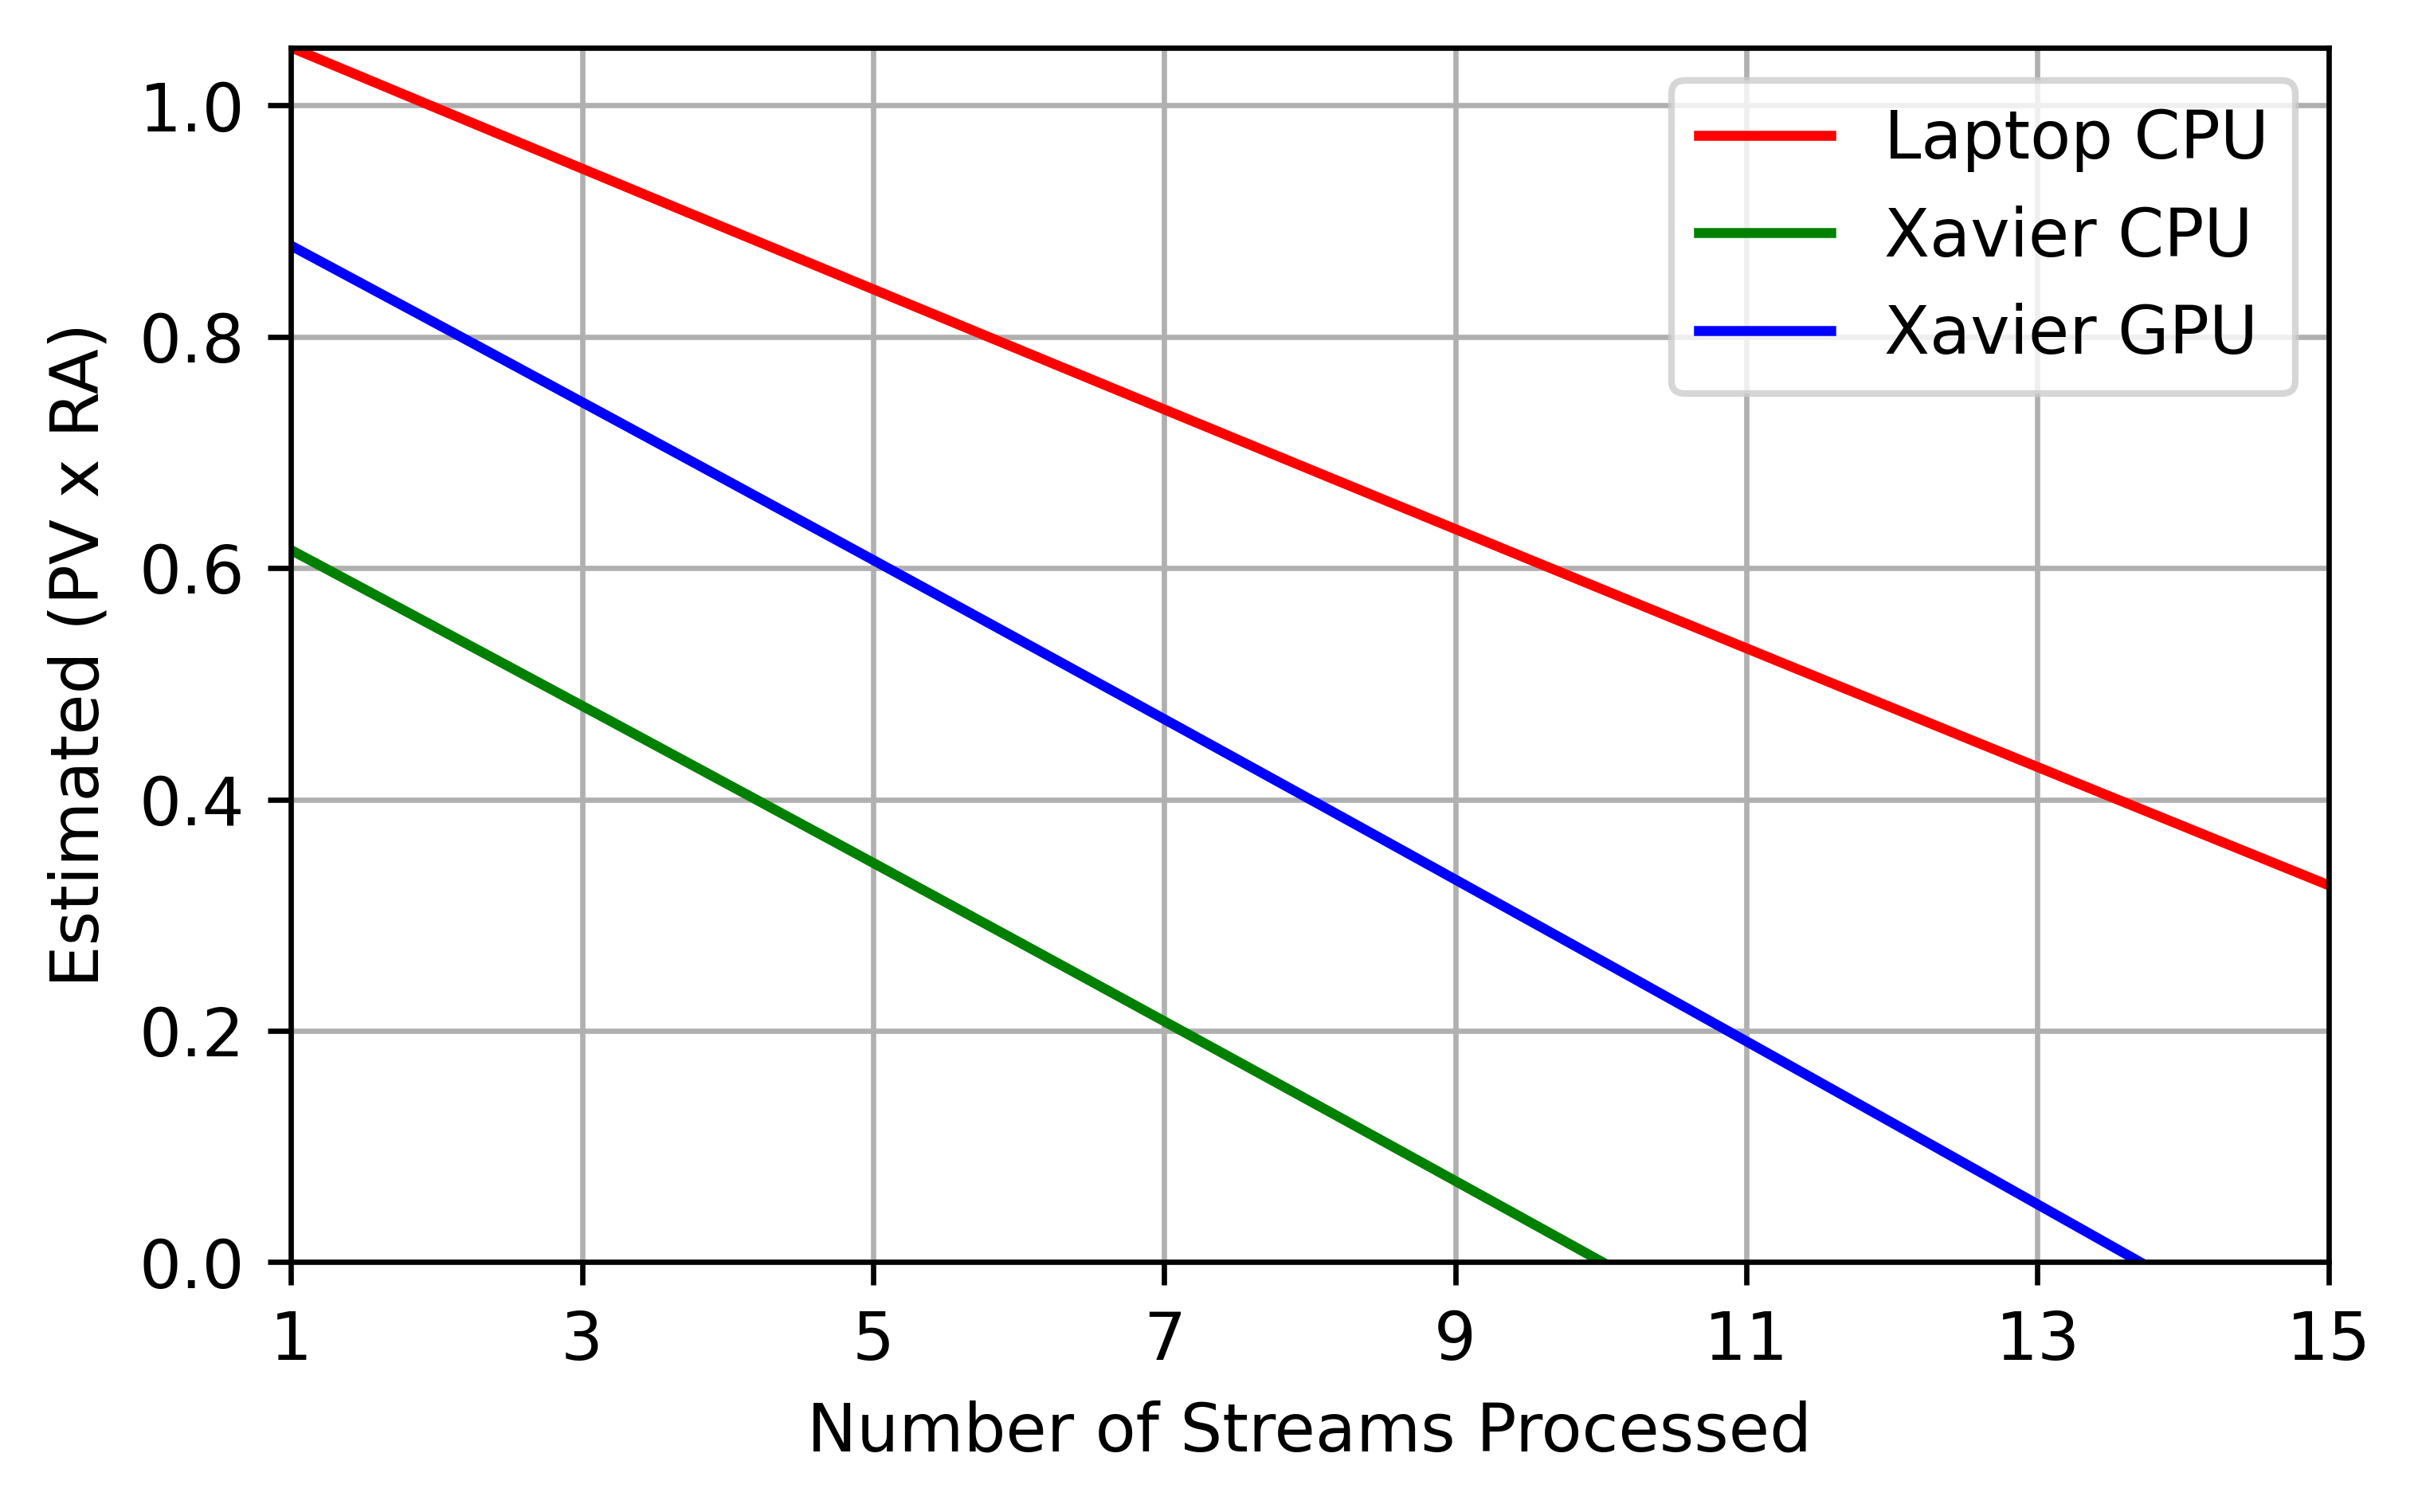 Estimated (PV x RA)
1.0
0.8
0.6
0.4
0.2
0.0
Laptop CPU
Xavier CPU
Xavier GPU
1 3 5 7 9 11 13 15
Number of Streams Processed